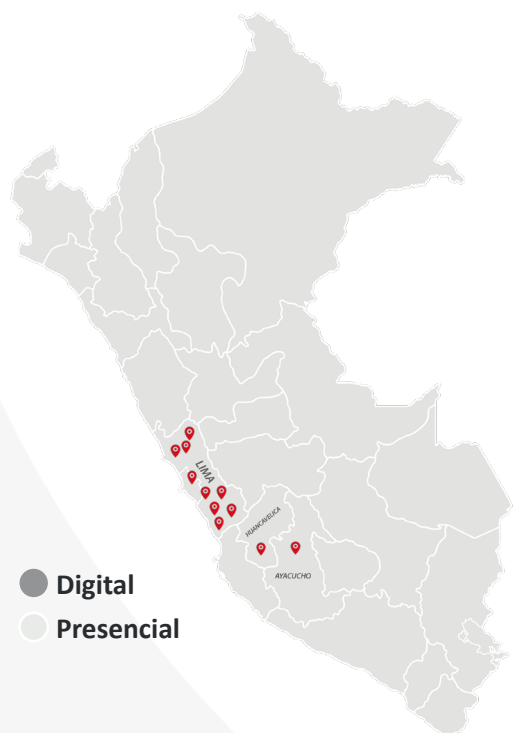 LIMA
HUANCAVELICA
AYACUCHO
Digital
Presencial